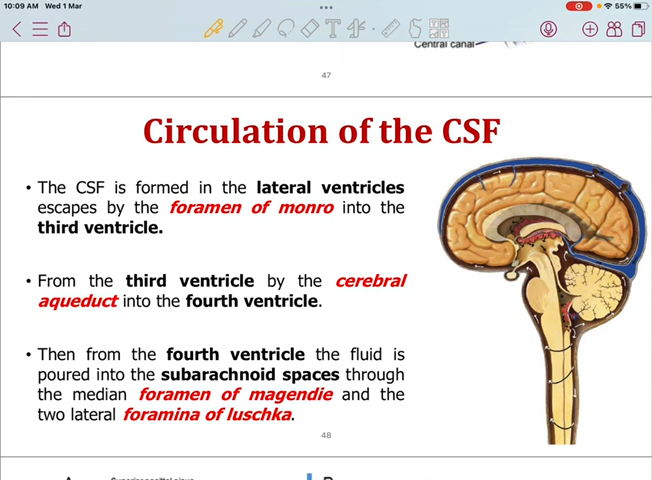 10:09 AM Wed 1 Mar
55%
Central canal
47
Circulation of the CSF
• The CSF is formed in the lateral ventricles
escapes by the foramen of monro into the
third ventricle.
• From the third ventricle by the cerebral
aqueduct into the fourth ventricle.
• Then from the fourth ventricle the fluid is
poured into the subarachnoid spaces through
the median foramen of magendie and the
two lateral foramina of luschka.
48